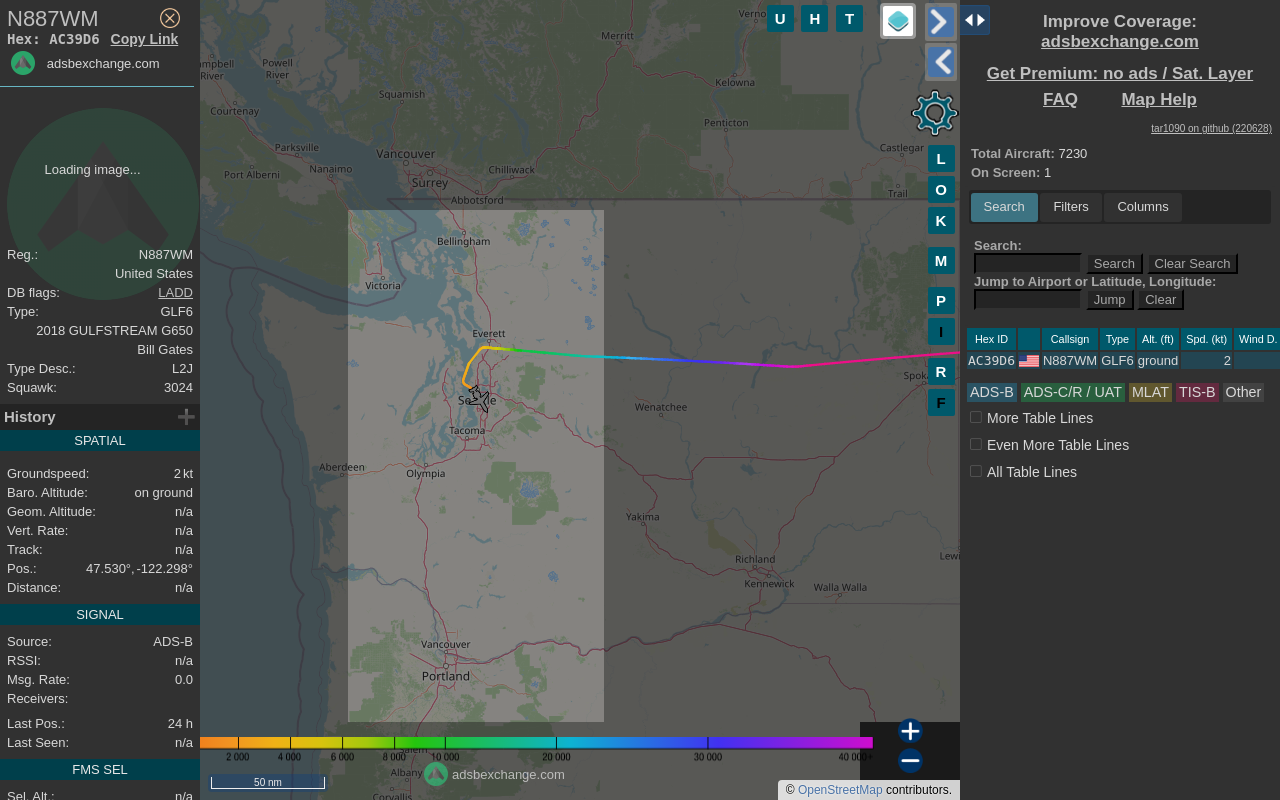 N887WM
Hex: AC39D6 Copy Link
adsbexchange.com
Loading image...
Reg.: N887WM
United States
DB flags: LADD
Type: GLF6
2018 GULFSTREAM G650
Bill Gates
Type Desc.: L2J
Squawk: 3024
History
SPATIAL
Groundspeed: 2 kt
Baro. Altitude: on ground
Geom. Altitude: n/a
Vert. Rate: n/a
Track: n/a
Pos.: 47.530°, -122.298°
Distance: n/a
SIGNAL
Source: ADS-B
RSSI: n/a
Msg. Rate: 0.0
Receivers:
Last Pos.: 24 h
Last Seen: n/a
FMS SEL
Sel. Alt.: n/a
U H T
Merritt
mpbell
River
Powell
River
Kelowna
Squamish
Courtenay
Penticton
Parksville
Vancouver
Castlegar
Nanaimo
Port Alberni
Chilliwack
Surrey
Abbotsford
Trail
Bellingham
Victoria
Everett
Spok
Wenatchee
Tacoma
Aberdeen
Olympia
Yakima
Lewi
Richland
Kennewick
Walla Walla
Vancouver
Portland
Albany
Corvallis
L
O
K
M
P
I
R
F
2 000 4 000 6 000 8 000 10 000 20 000 30 000 40 000+
adsbexchange.com
50 nm
© OpenStreetMap contributors.
Improve Coverage:
adsbexchange.com
Get Premium: no ads / Sat. Layer
FAQ Map Help
tar1090 on github (220628)
Total Aircraft: 7230
On Screen: 1
Search Filters Columns
Search:
Search Clear Search
Jump to Airport or Latitude, Longitude:
Jump Clear
Hex ID Callsign Type Alt. (ft) Spd. (kt) Wind D.
AC39D6 N887WM GLF6 ground 2
ADS-B ADS-C/R / UAT MLAT TIS-B Other
More Table Lines
Even More Table Lines
All Table Lines